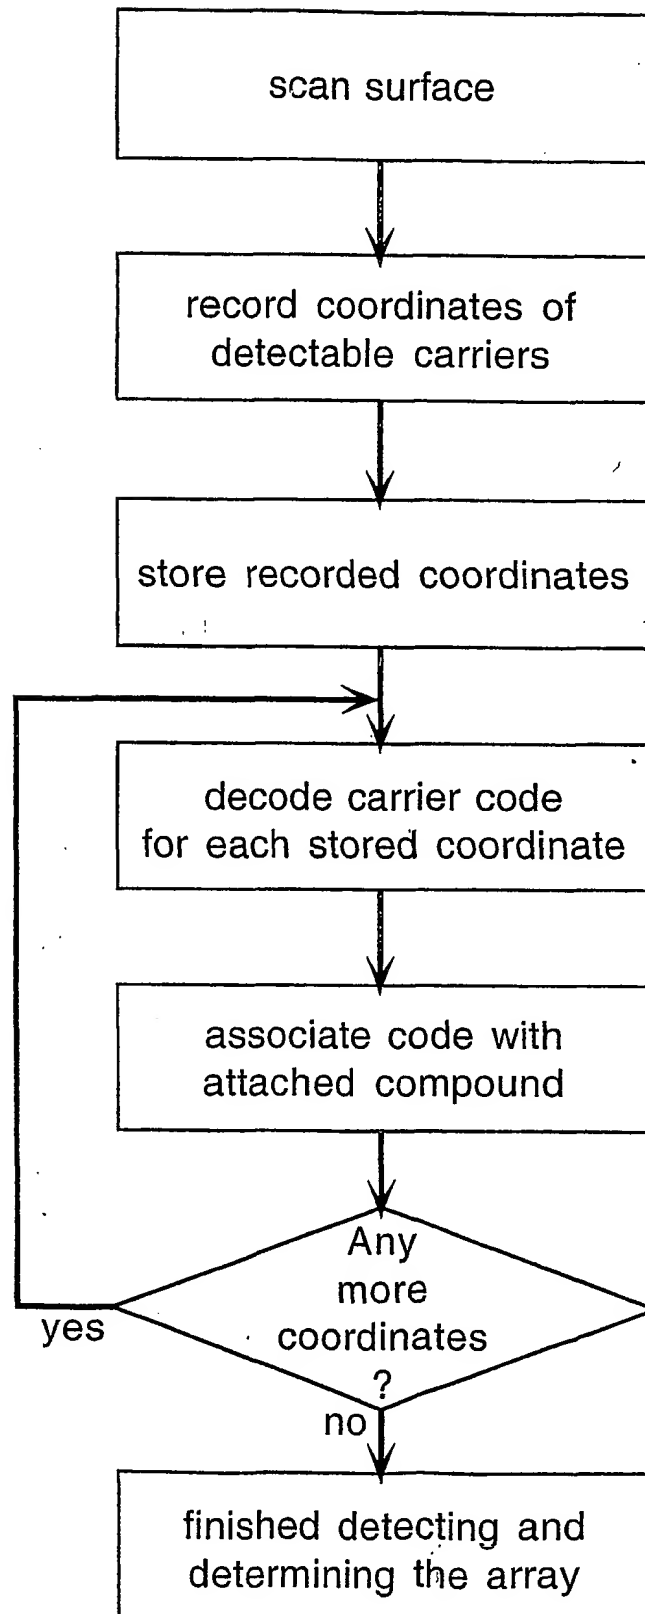 scan surface
record coordinates of
detectable carriers
store recorded coordinates
decode carrier code
for each stored coordinate
associate code with
attached compound
Any
more
coordinates
?
yes
no
finished detecting and
determining the array